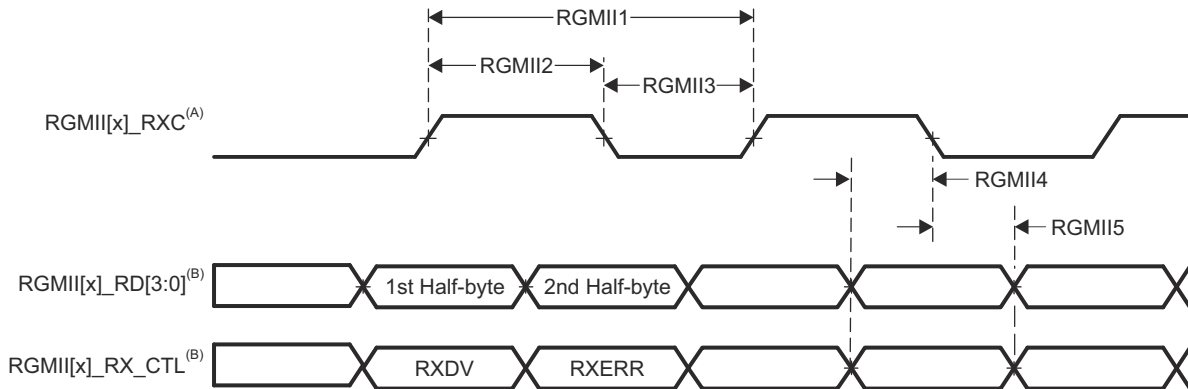 RGMII1
RGMII2
RGMII3
RGMII[x]_RXC(A)
RGMII4
RGMII5
RGMII[x]_RD[3:0](B)
1st Half-byte
2nd Half-byte
RGMII[x]_RX_CTL(B)
RXDV
RXERR